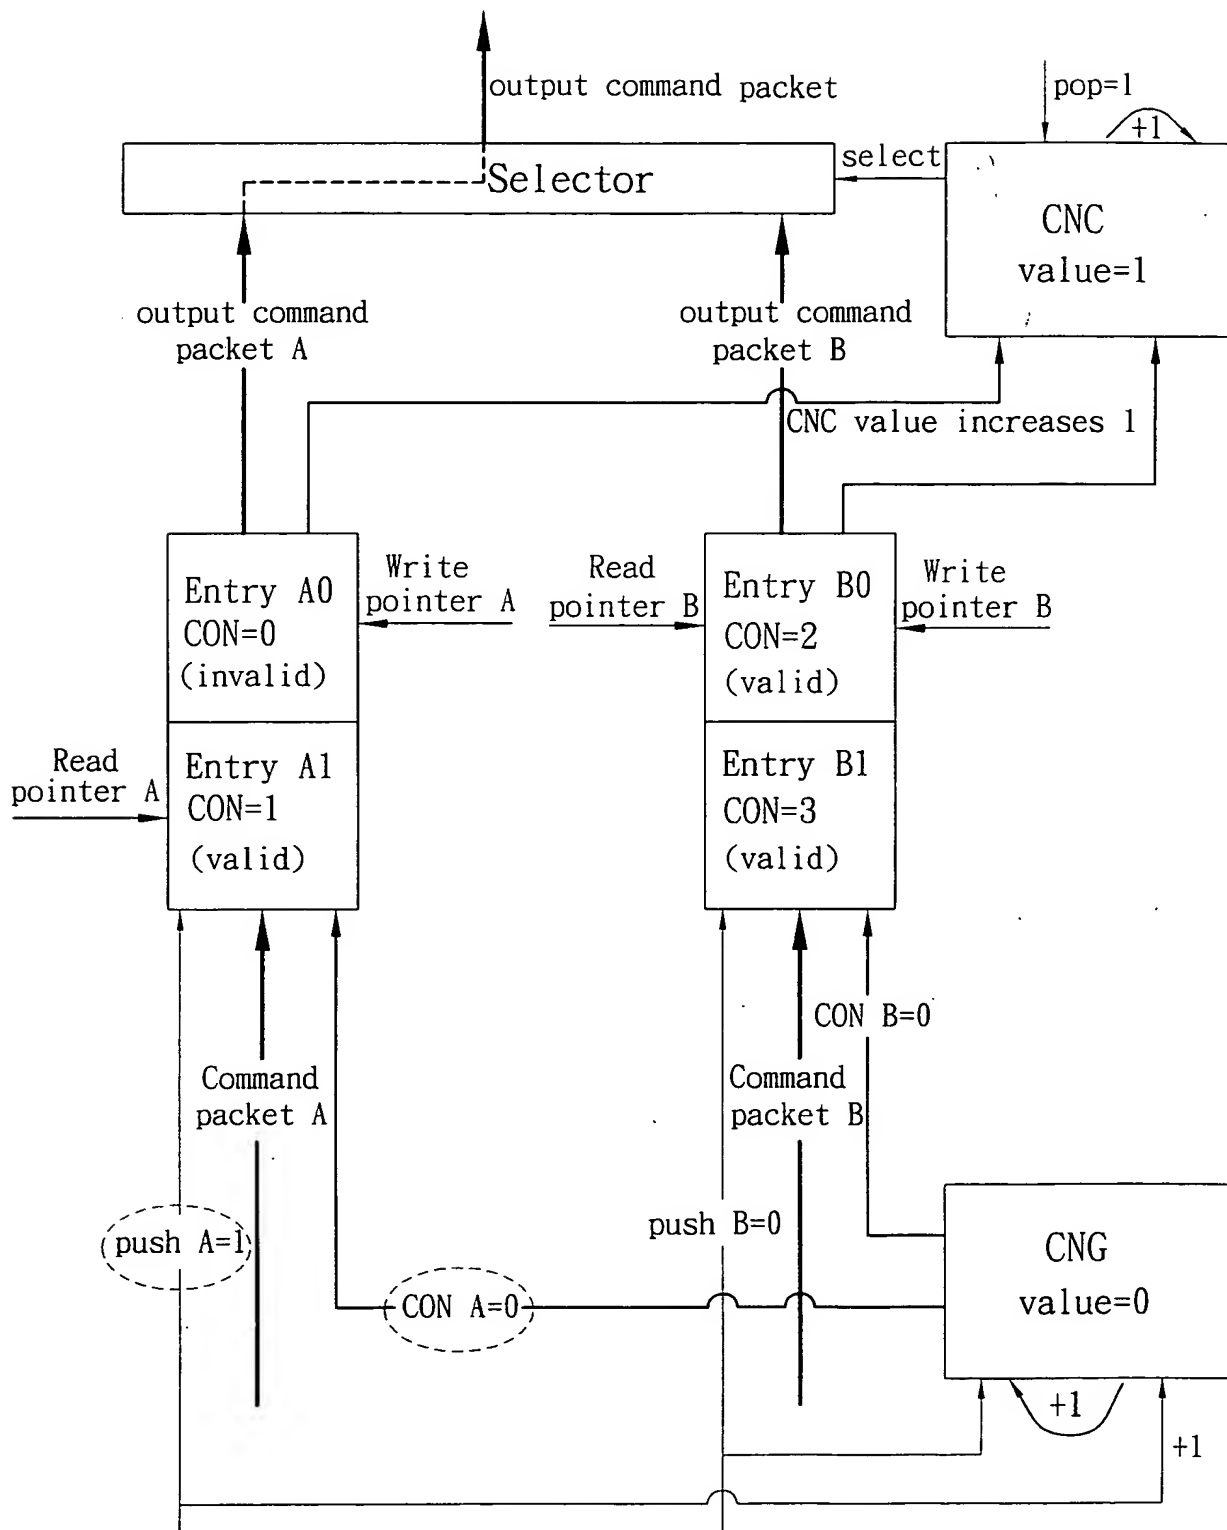 output command packet
pop=1
+1
select
Selector
CNC
value=1
output command
packet A
output command
packet B
CNC value increases 1
Entry A0
CON=0
(invalid)
Write
pointer A
Read
pointer B
Entry B0
CON=2
(valid)
Write
pointer B
Read
pointer A
Entry A1
CON=1
(valid)
Entry B1
CON=3
(valid)
CON B=0
Command
packet A
Command
packet B
push A=1
push B=0
CON A=0
CNG
value=0
+1
+1